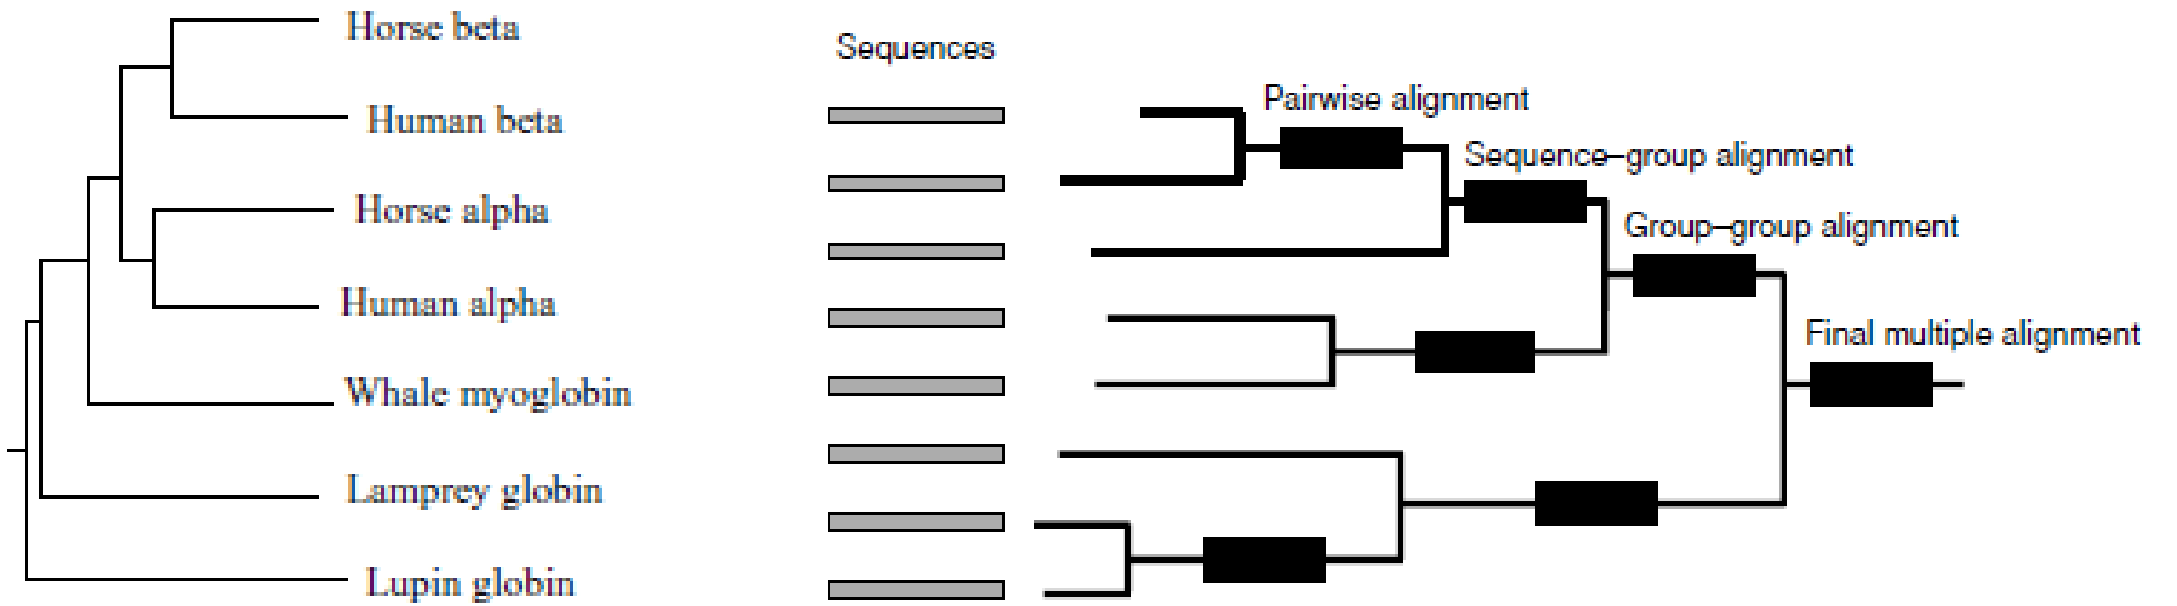 Horse beta
Human beta
Horse alpha
Human alpha
Whale myoglobin
Lamprey globin
Lupin globin
Sequences
Pairwise alignment
Sequence–group alignment
Group–group alignment
Final multiple alignment